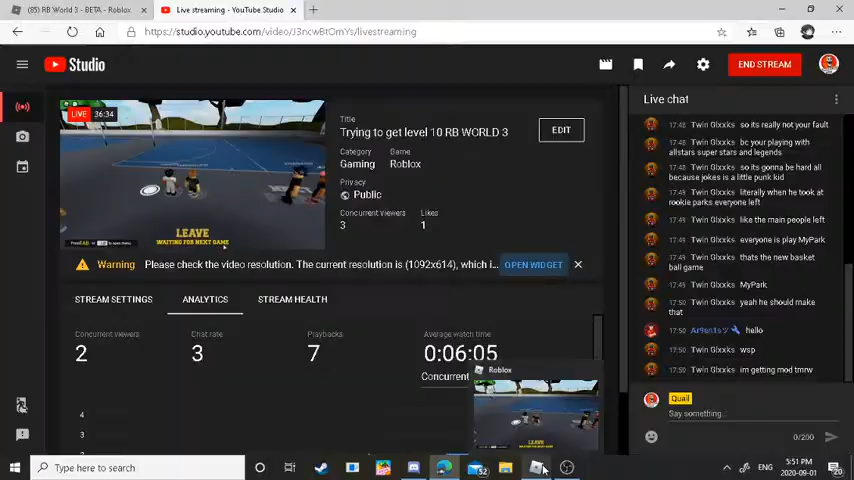 (85) RB World 3 - BETA - Roblox
Live streaming - YouTube Studio
https://studio.youtube.com/video/J3ncwBtOmYs/livestreaming
Studio
END STREAM
LIVE 36:34
LEAVE
WAITING FOR NEXT GAME
Title
Trying to get level 10 RB WORLD 3
EDIT
Category
Game
Gaming
Roblox
Privacy
Public
Concurrent viewers
Likes
3
1
Warning
Please check the video resolution. The current resolution is (1092x614), which i...
OPEN WIDGET
STREAM SETTINGS
ANALYTICS
STREAM HEALTH
Concurrent viewers
Chat rate
Playbacks
Average watch time
2
3
7
0:06:05
Concurrent
4
3
Roblox
LEAVE
Live chat
17:48 Twin Glxxks so its really not your fault
17:48 Twin Glxxks bc your playing with
allstars super stars and legends
17:48 Twin Glxxks so its gonna be hard all
because jokes is a little punk kid
17:49 Twin Glxxks literally when he took at
rookie parks everyone left
17:49 Twin Glxxks like the main people left
17:49 Twin Glxxks everyone is play MyPark
17:49 Twin Glxxks thats the new basket
ball game
17:50 Twin Glxxks MyPark
17:50 Twin Glxxks yeah he should make
that
17:50 hello
17:50 Twin Glxxks wsp
17:50 Twin Glxxks im getting mod tmrw
Quail
Say something...
0/200
Type here to search
52
ENG
5:51 PM
2020-09-01
20